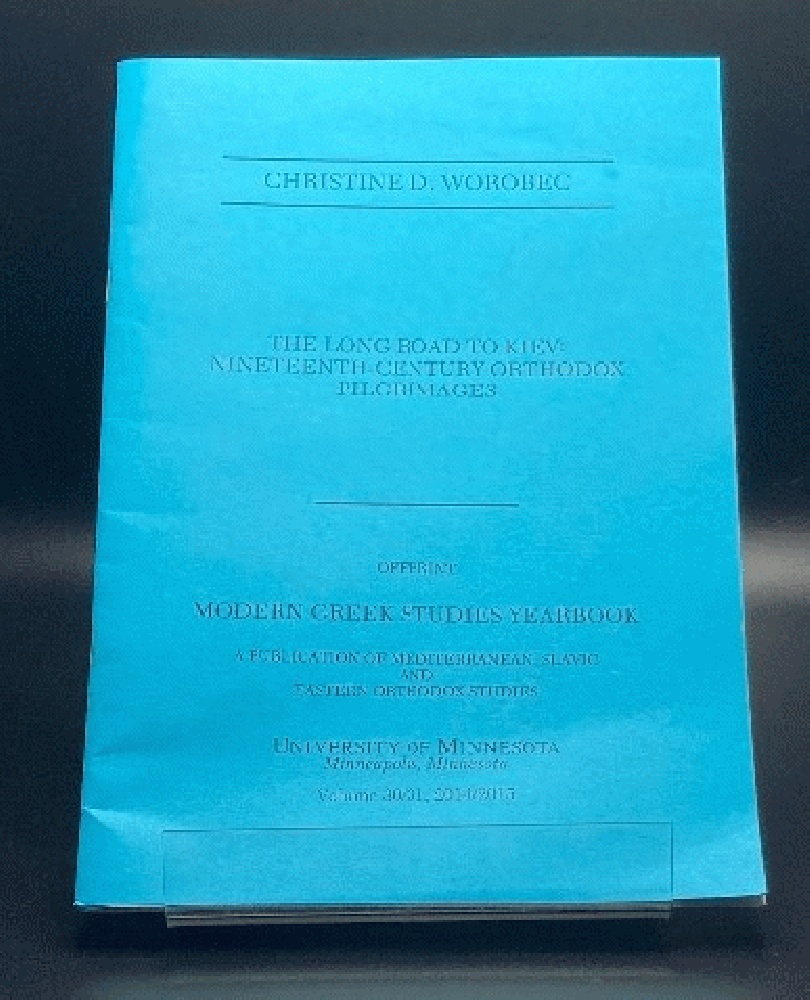 CHRISTINE D. WOROBEC
THE LONG ROAD TO KIEV:
NINETEENTH-CENTURY ORTHODOX
PILGRIMAGES
OFFPRINT
MODERN GREEK STUDIES YEARBOOK
A PUBLICATION OF MEDITERRANEAN, SLAVIC
AND
EASTERN ORTHODOX STUDIES
UNIVERSITY OF MINNESOTA
Minneapolis, Minnesota
Volume 30/31, 2014/2015